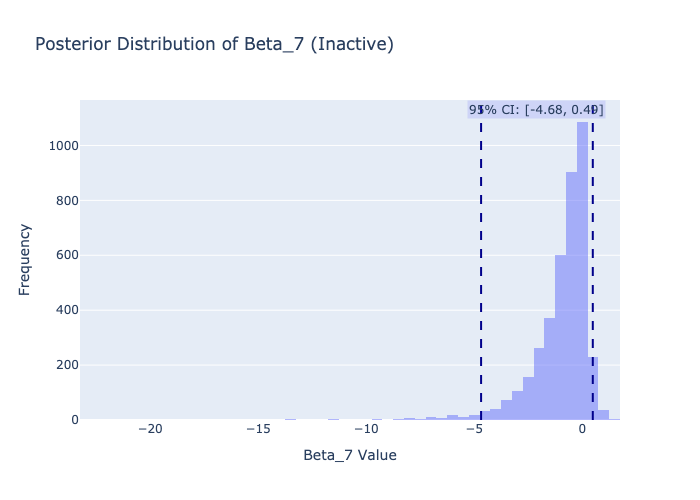 Posterior Distribution of Beta_7 (Inactive)
95% CI: [-4.68, 0.49]
1000
800
600
400
200
0
Frequency
−20 −15 −10 −5 0
Beta_7 Value